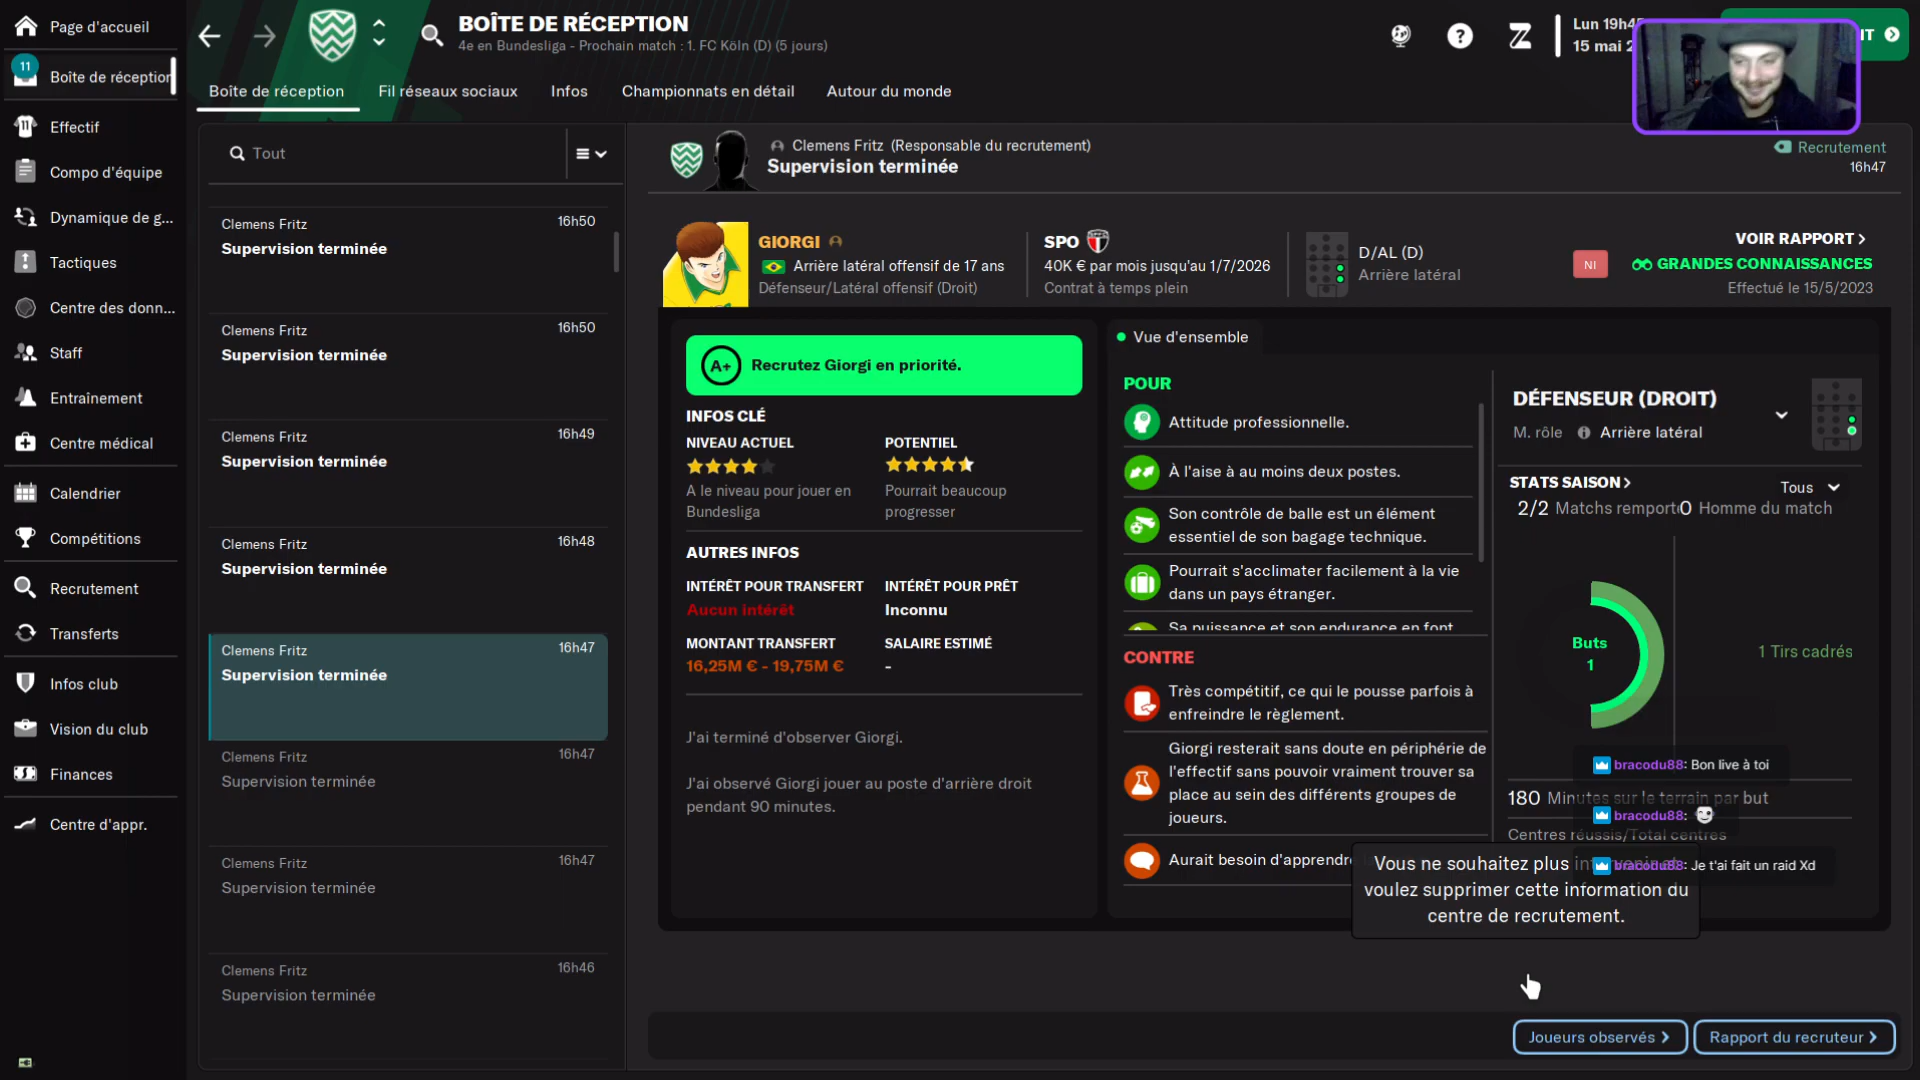 Page d'accueil
11
Boîte de réception
Effectif
Compo d'équipe
Dynamique de g...
Tactiques
Centre des donn...
Staff
Entraînement
Centre médical
Calendrier
Compétitions
Recrutement
Transferts
Infos club
Vision du club
Finances
Centre d'appr.
BOÎTE DE RÉCEPTION
4e en Bundesliga - Prochain match : 1. FC Köln (D) (5 jours)
Lun 19h4
15 mai 2
IT
Boîte de réception
Fil réseaux sociaux
Infos
Championnats en détail
Autour du monde
Tout
Clemens Fritz 16h50
Supervision terminée
Clemens Fritz 16h50
Supervision terminée
Clemens Fritz 16h49
Supervision terminée
Clemens Fritz 16h48
Supervision terminée
Clemens Fritz 16h47
Supervision terminée
Clemens Fritz 16h47
Supervision terminée
Clemens Fritz 16h47
Supervision terminée
Clemens Fritz 16h46
Supervision terminée
Clemens Fritz (Responsable du recrutement)
Supervision terminée
Recrutement
16h47
GIORGI
Arrière latéral offensif de 17 ans
Défenseur/Latéral offensif (Droit)
SPO
40K € par mois jusqu'au 1/7/2026
Contrat à temps plein
D/AL (D)
Arrière latéral
NI
VOIR RAPPORT
GRANDES CONNAISSANCES
Effectué le 15/5/2023
A+ Recrutez Giorgi en priorité.
INFOS CLÉ
NIVEAU ACTUEL
A le niveau pour jouer en
Bundesliga
POTENTIEL
Pourrait beaucoup
progresser
AUTRES INFOS
INTÉRÊT POUR TRANSFERT
Aucun intérêt
INTÉRÊT POUR PRÊT
Inconnu
MONTANT TRANSFERT
16,25M € - 19,75M €
SALAIRE ESTIMÉ
-
J'ai terminé d'observer Giorgi.
J'ai observé Giorgi jouer au poste d'arrière droit
pendant 90 minutes.
Vue d'ensemble
POUR
Attitude professionnelle.
À l'aise à au moins deux postes.
Son contrôle de balle est un élément
essentiel de son bagage technique.
Pourrait s'acclimater facilement à la vie
dans un pays étranger.
Sa puissance et son endurance en font
CONTRE
Très compétitif, ce qui le pousse parfois à
enfreindre le règlement.
Giorgi resterait sans doute en périphérie de
l'effectif sans pouvoir vraiment trouver sa
place au sein des différents groupes de
joueurs.
Aurait besoin d'apprendre
DÉFENSEUR (DROIT)
M. rôle Arrière latéral
STATS SAISON
Tous
2/2 Matchs remporté
0 Homme du match
Buts
1
1 Tirs cadrés
180 Minutes sur le terrain par but
Centres réussis/Total centres
bracodu88: Bon live à toi
bracodu88:
bracodu88: Je t'ai fait un raid Xd
Vous ne souhaitez plus
voulez supprimer cette information du
centre de recrutement.
Joueurs observés
Rapport du recruteur